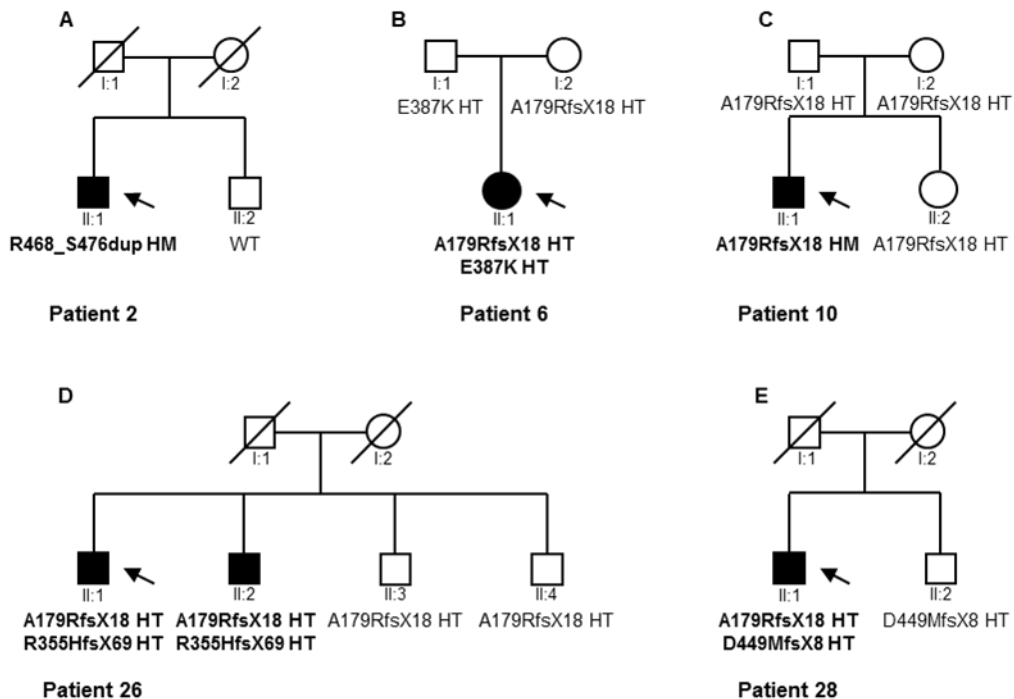 A
I:1
I:2
II:1
II:2
R468_S476dup HM
WT
Patient 2
B
I:1
I:2
E387K HT
A179RfsX18 HT
II:1
A179RfsX18 HT
E387K HT
Patient 6
C
I:1
I:2
A179RfsX18 HT
A179RfsX18 HT
II:1
II:2
A179RfsX18 HM
A179RfsX18 HT
Patient 10
D
I:1
I:2
II:1
II:2
II:3
II:4
A179RfsX18 HT
A179RfsX18 HT
A179RfsX18 HT
A179RfsX18 HT
R355HfsX69 HT
R355HfsX69 HT
Patient 26
E
I:1
I:2
II:1
II:2
A179RfsX18 HT
D449MfsX8 HT
D449MfsX8 HT
Patient 28